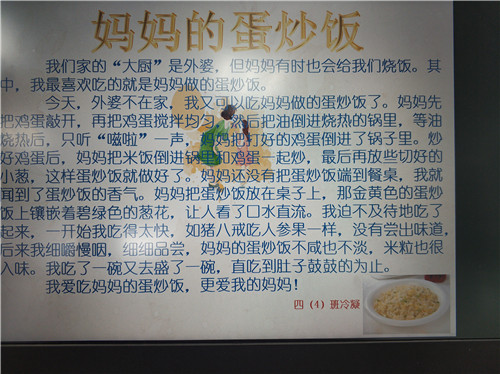 妈妈的蛋炒饭
我们家的“大厨”是外婆，但妈妈有时也会给我们烧饭。其
中，我最喜欢吃的就是妈妈做的蛋炒饭。
今天，外婆不在家，我又可以吃妈妈做的蛋炒饭了。妈妈先
把鸡蛋敲开，再把鸡蛋搅拌均匀，然后把油倒进烧热的锅里，等油
烧热后，只听“嗞啦”一声，妈妈把打好的鸡蛋倒进了锅子里。炒
好鸡蛋后，妈妈把米饭倒进锅里和鸡蛋一起炒，最后再放些切好的
小葱，这样蛋炒饭就做好了。妈妈还没有把蛋炒饭端到餐桌，我就
闻到了蛋炒饭的香气。妈妈把蛋炒饭放在桌子上，那金黄色的蛋炒
饭上镶嵌着碧绿色的葱花，让人看了口水直流。我迫不及待地吃了
起来，一开始我吃得太快，如猪八戒吃人参果一样，没有尝出味道，
后来我细嚼慢咽，细细品尝，妈妈的蛋炒饭不咸也不淡，米粒也很
入味。我吃了一碗又去盛了一碗，直吃到肚子鼓鼓的为止。
我爱吃妈妈的蛋炒饭，更爱我的妈妈！
四（4）班冷凝